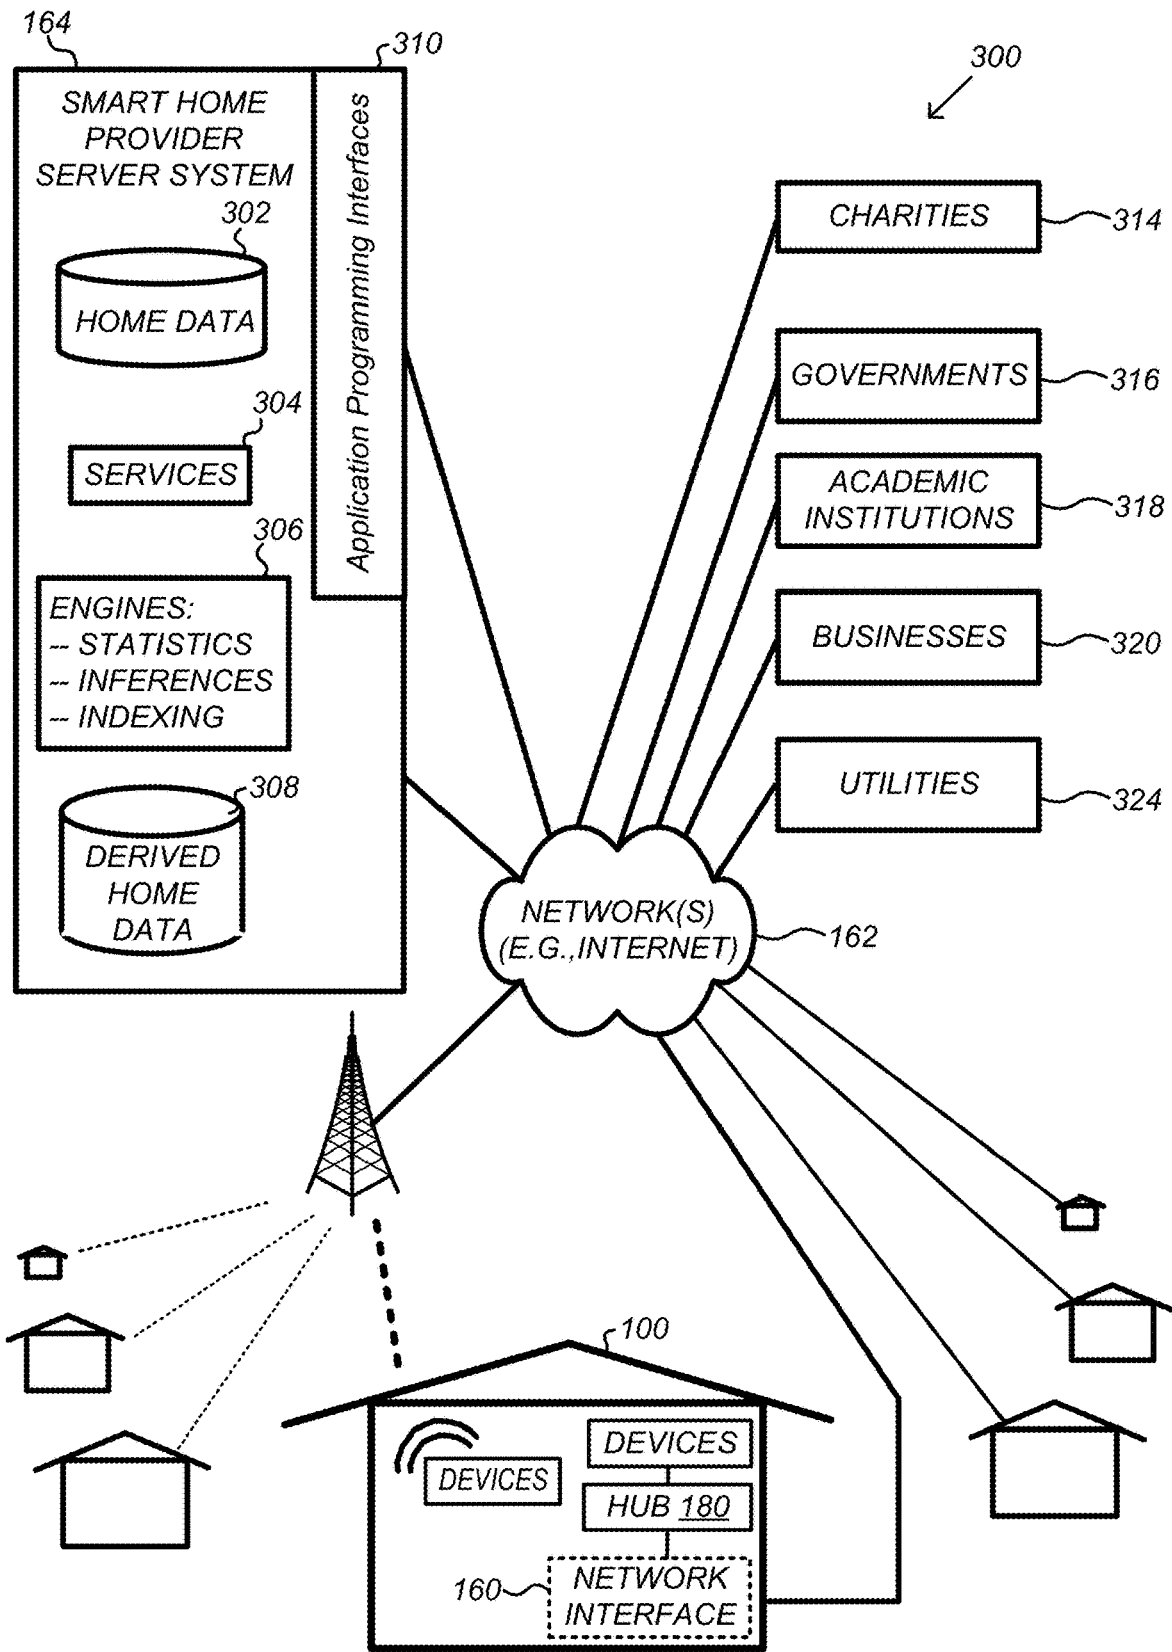 164
310
300
SMART HOME
PROVIDER
SERVER SYSTEM
Application Programming Interfaces
302
HOME DATA
304
SERVICES
306
ENGINES:
-- STATISTICS
-- INFERENCES
-- INDEXING
308
DERIVED
HOME
DATA
CHARITIES
314
GOVERNMENTS
316
ACADEMIC
INSTITUTIONS
318
BUSINESSES
320
UTILITIES
324
NETWORK(S)
(E.G.,INTERNET)
162
100
DEVICES
DEVICES
HUB 180
160
NETWORK
INTERFACE